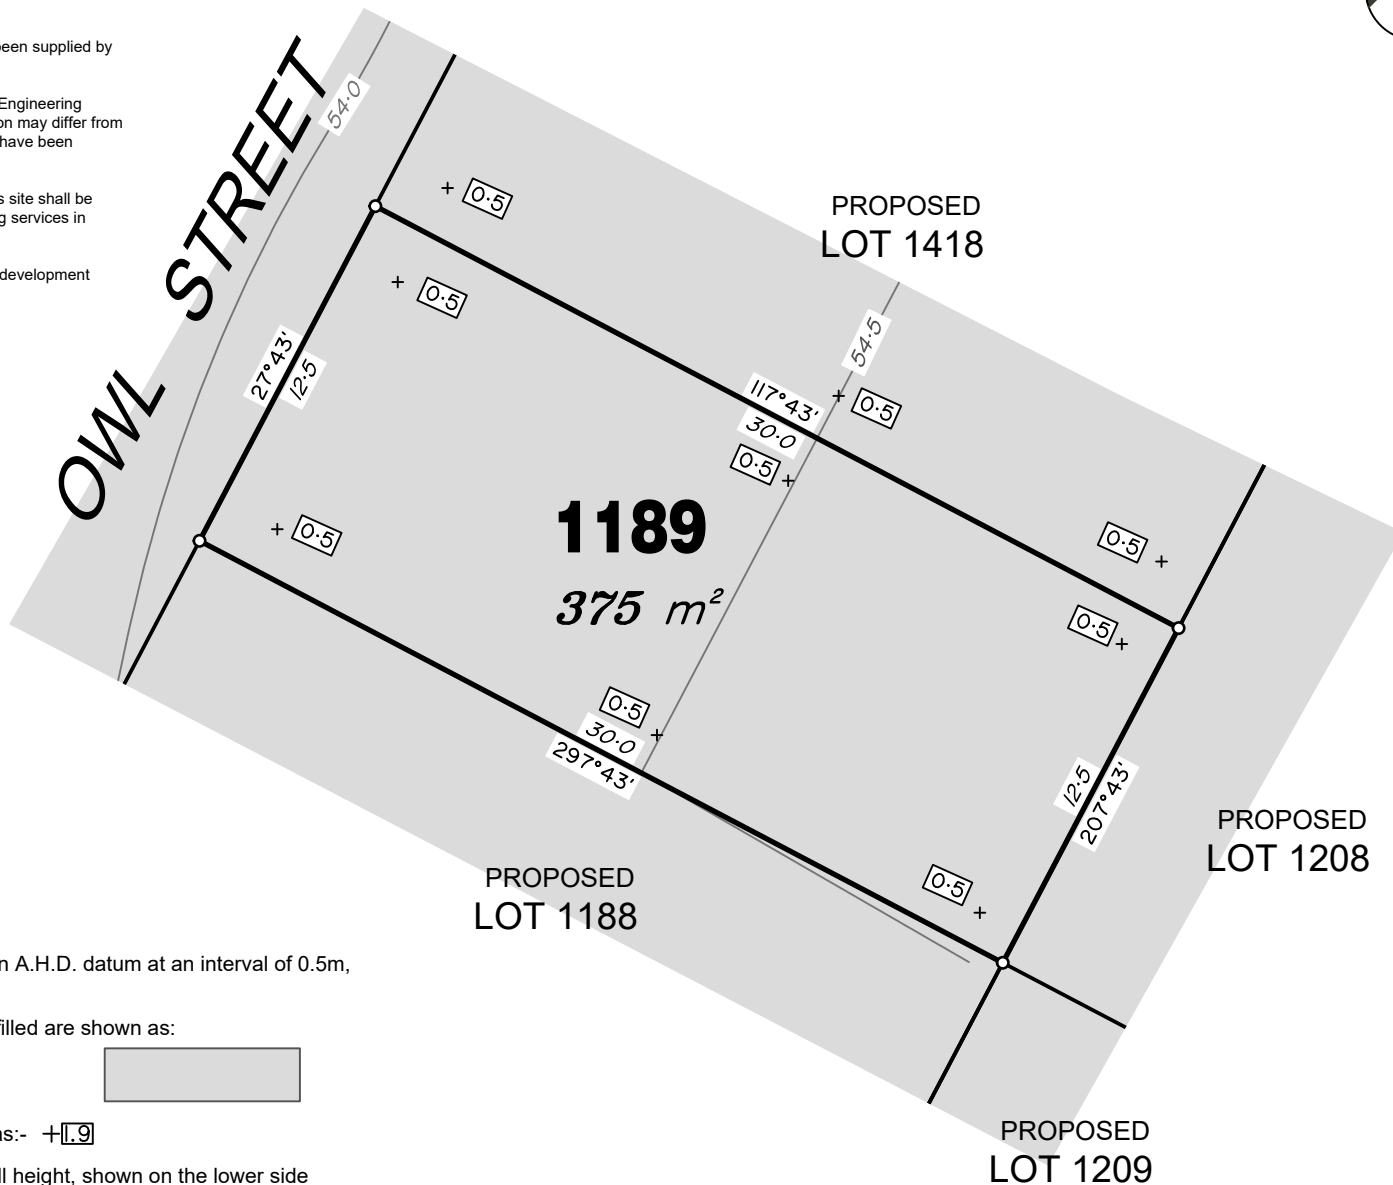 been supplied by
Engineering
on may differ from
have been
s site shall be
g services in
development
OWL STREET
54·0
0·5
0·5
PROPOSED
LOT 1418
54·5
27°43'
12·5
117°43'
30·0
0·5
0·5
0·5
1189
375 m²
0·5
0·5
0·5
30·0
297°43'
12·5
207°43'
PROPOSED
LOT 1208
PROPOSED
LOT 1188
0·5
n A.H.D. datum at an interval of 0.5m,
filled are shown as:
as:- +1.9
ll height, shown on the lower side
PROPOSED
LOT 1209